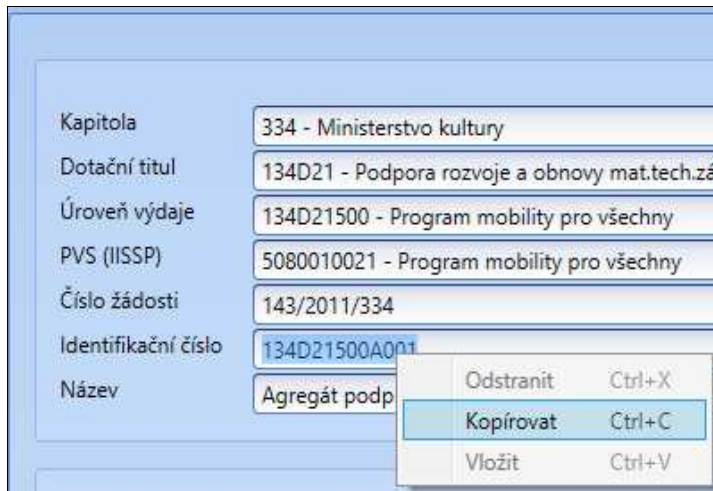 Kapitola 334 - Ministerstvo kultury
Dotační titul 134D21 - Podpora rozvoje a obnovy mat.tech.zá
Úroveň výdaje 134D21500 - Program mobility pro všechny
PVS (IISSP) 5080010021 - Program mobility pro všechny
Číslo žádosti 143/2011/334
Identifikační číslo 134D21500A001
Název Agregát podp
Odstranit Ctrl+X
Kopírovat Ctrl+C
Vložit Ctrl+V